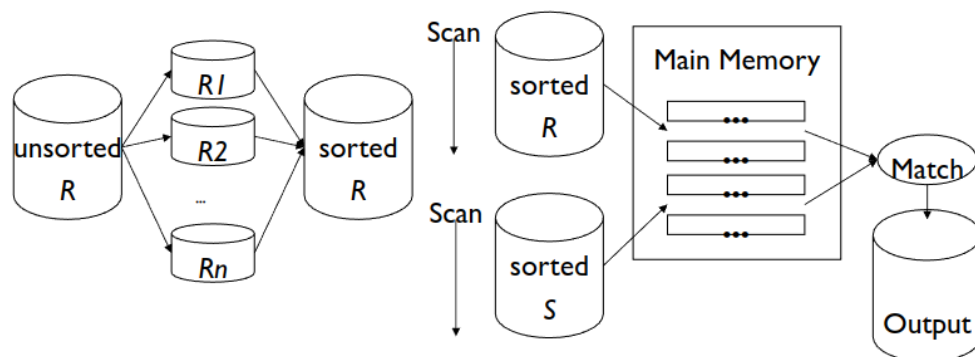 unsorted
R
R1
R2
...
Rn
sorted
R
Scan
sorted
R
Scan
sorted
S
Main Memory
•••
•••
•••
•••
Match
Output